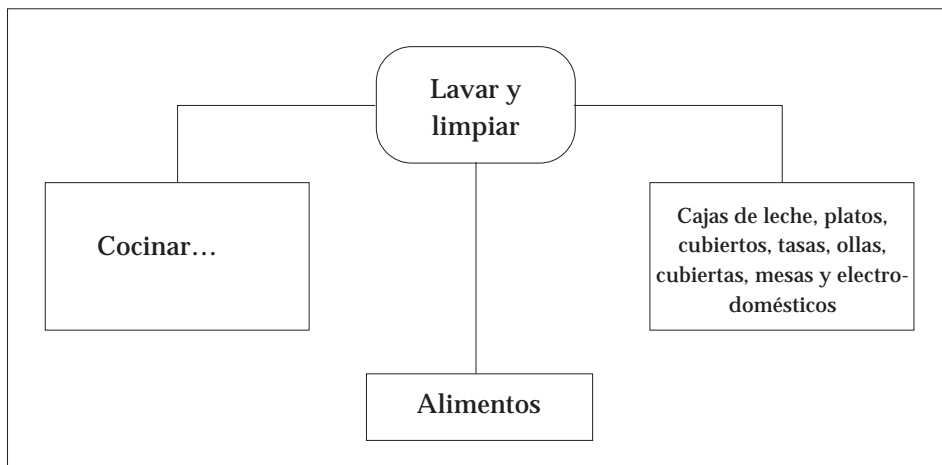 Lavar y
limpiar
Cocinar…
Cajas de leche, platos,
cubiertos, tasas, ollas,
cubiertas, mesas y electro-
domésticos
Alimentos